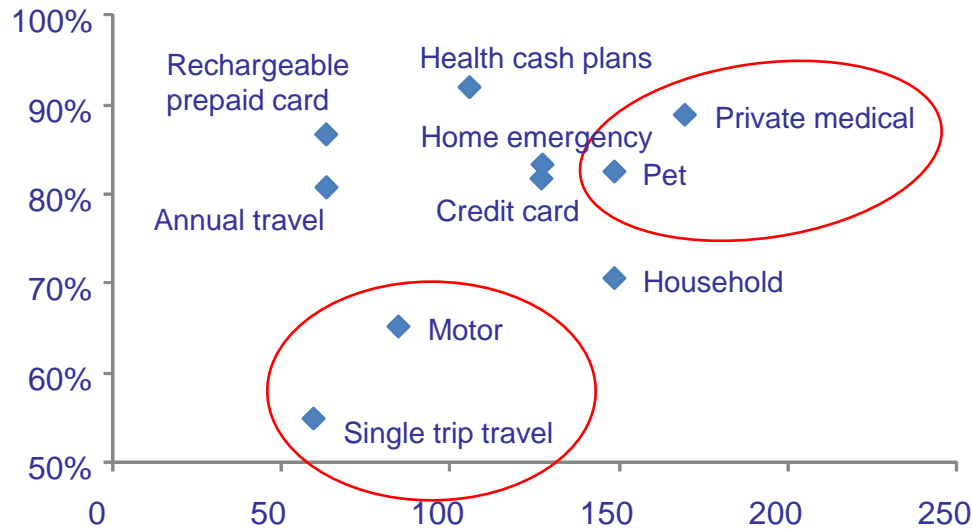 100%
Health cash plans
Rechargeable
prepaid card
90%
Private medical
Home emergency
Pet
80%
Credit card
Annual travel
70%
Household
Motor
60%
Single trip travel
50%
0 50 100 150 200 250